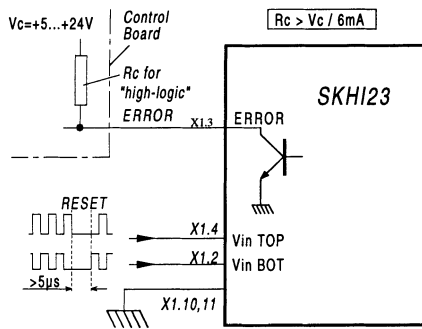 Vc=+5...+24V
Control
Board
Rc > Vc / 6mA
Rc for
"high-logic"
SKHI23
ERROR
X1.3
ERROR
RESET
X1.4
Vin TOP
X1.2
Vin BOT
>5µs
X1.10,11